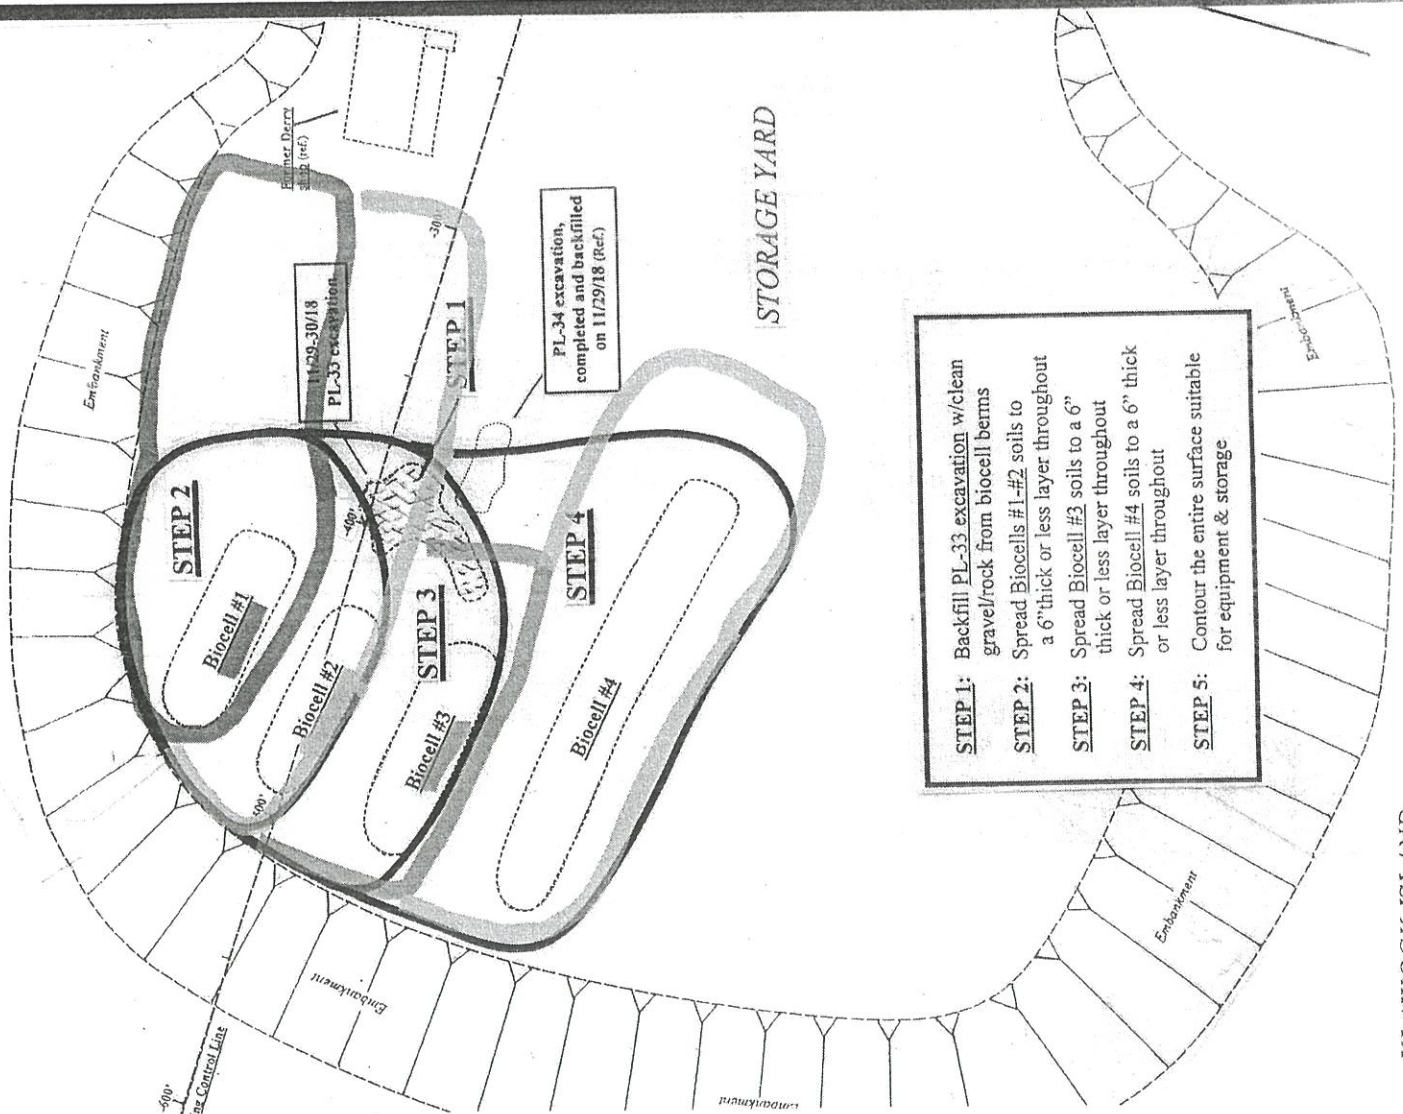 Former Derry
shop (ref.)
Embankment
11/29-30/18
PL-33 excavation
-30
STEP 1
PL-34 excavation,
completed and backfilled
on 11/29/18 (Ref.)
STORAGE YARD
Embankment
STEP 2
-400'
Biocell #1
Biocell #2
STEP 3
Biocell #3
STEP 4
Biocell #4
STEP 1: Backfill PL-33 excavation w/clean
gravel/rock from biocell berms
STEP 2: Spread Biocells #1-#2 soils to
a 6"thick or less layer throughout
STEP 3: Spread Biocell #3 soils to a 6"
thick or less layer throughout
STEP 4: Spread Biocell #4 soils to a 6" thick
or less layer throughout
STEP 5: Contour the entire surface suitable
for equipment & storage
500'
Embankment
Embankment
-600'
Control Line
Embankment